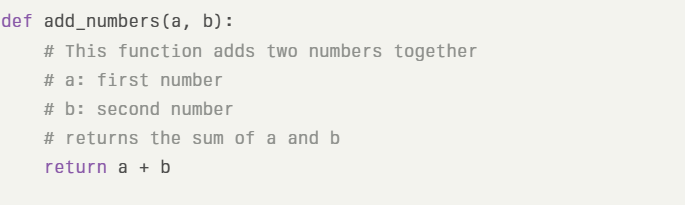 def add_numbers(a, b):
    # This function adds two numbers together
    # a: first number
    # b: second number
    # returns the sum of a and b
    return a + b